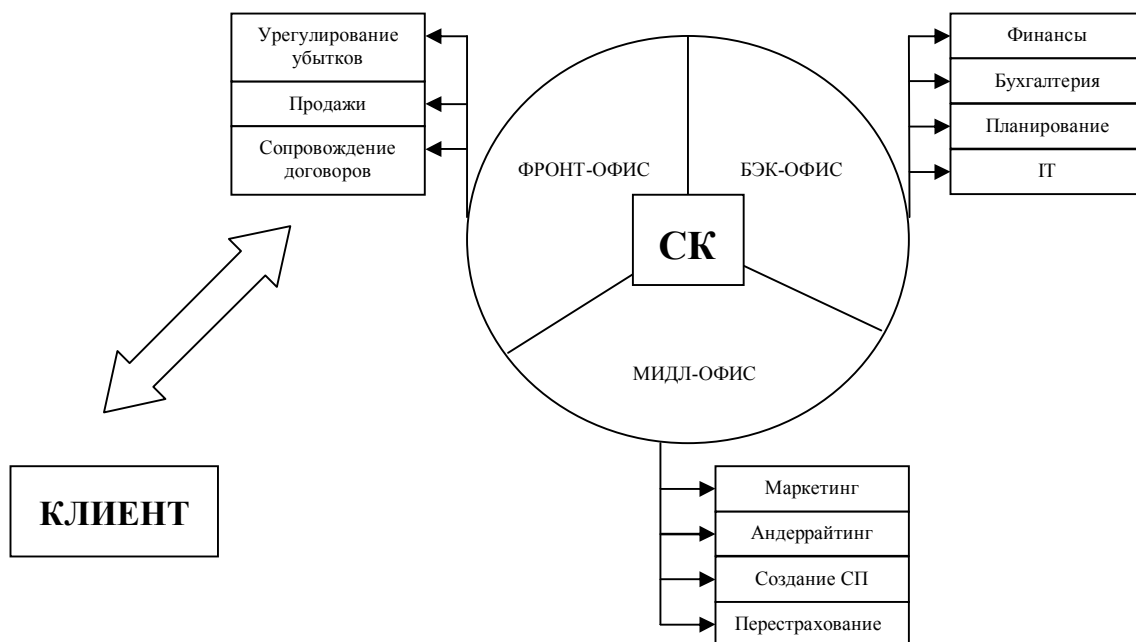 Урегулирование
убытков
Продажи
Сопровождение
договоров
Финансы
Бухгалтерия
Планирование
IT
ФРОНТ-ОФИС
БЭК-ОФИС
СК
МИДЛ-ОФИС
КЛИЕНТ
Маркетинг
Андеррайтинг
Создание СП
Перестрахование